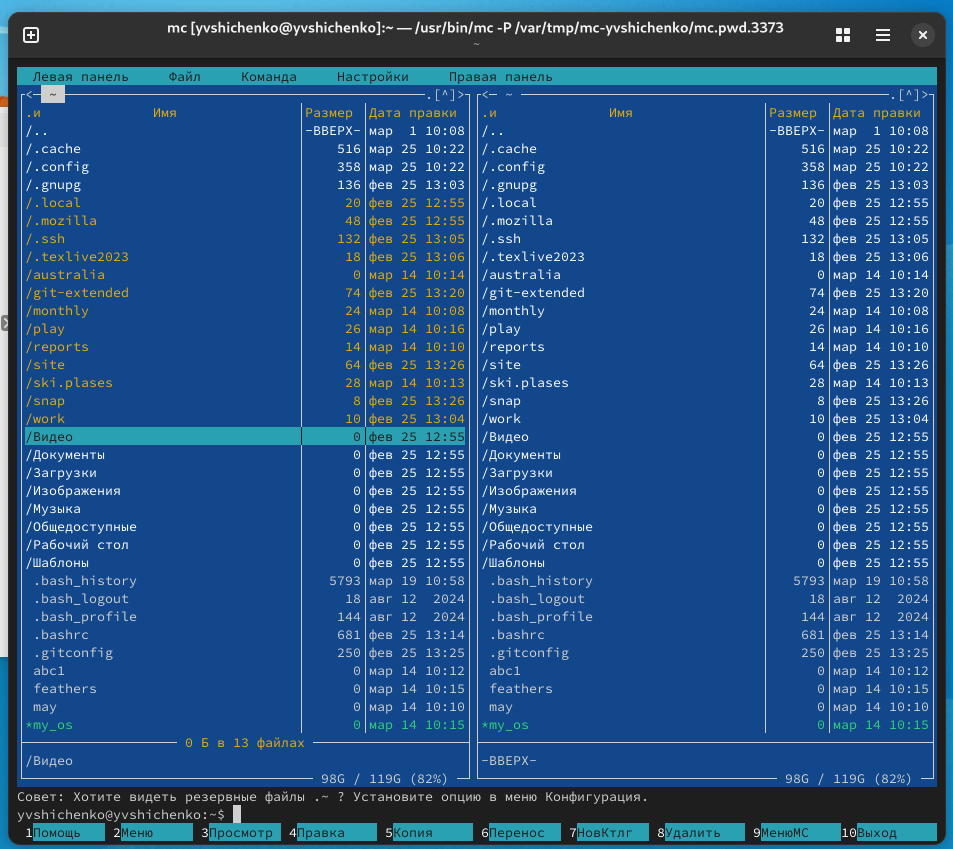 mc [yvshichenko@yvshichenko]:~ — /usr/bin/mc -P /var/tmp/mc-yvshichenko/mc.pwd.3373
~
Левая панель Файл Команда Настройки Правая панель
<— ~ .[^]> <— ~ .[^]>
.и Имя Размер Дата правки .и Имя Размер Дата правки
/.. -ВВЕРХ- мар 1 10:08 /.. -ВВЕРХ- мар 1 10:08
/.cache 516 мар 25 10:22 /.cache 516 мар 25 10:22
/.config 358 мар 25 10:22 /.config 358 мар 25 10:22
/.gnupg 136 фев 25 13:03 /.gnupg 136 фев 25 13:03
/.local 20 фев 25 12:55 /.local 20 фев 25 12:55
/.mozilla 48 фев 25 12:55 /.mozilla 48 фев 25 12:55
/.ssh 132 фев 25 13:05 /.ssh 132 фев 25 13:05
/.texlive2023 18 фев 25 13:06 /.texlive2023 18 фев 25 13:06
/australia 0 мар 14 10:14 /australia 0 мар 14 10:14
/git-extended 74 фев 25 13:20 /git-extended 74 фев 25 13:20
/monthly 24 мар 14 10:08 /monthly 24 мар 14 10:08
/play 26 мар 14 10:16 /play 26 мар 14 10:16
/reports 14 мар 14 10:10 /reports 14 мар 14 10:10
/site 64 фев 25 13:26 /site 64 фев 25 13:26
/ski.plases 28 мар 14 10:13 /ski.plases 28 мар 14 10:13
/snap 8 фев 25 13:26 /snap 8 фев 25 13:26
/work 10 фев 25 13:04 /work 10 фев 25 13:04
/Видео 0 фев 25 12:55 /Видео 0 фев 25 12:55
/Документы 0 фев 25 12:55 /Документы 0 фев 25 12:55
/Загрузки 0 фев 25 12:55 /Загрузки 0 фев 25 12:55
/Изображения 0 фев 25 12:55 /Изображения 0 фев 25 12:55
/Музыка 0 фев 25 12:55 /Музыка 0 фев 25 12:55
/Общедоступные 0 фев 25 12:55 /Общедоступные 0 фев 25 12:55
/Рабочий стол 0 фев 25 12:55 /Рабочий стол 0 фев 25 12:55
/Шаблоны 0 фев 25 12:55 /Шаблоны 0 фев 25 12:55
.bash_history 5793 мар 19 10:58 .bash_history 5793 мар 19 10:58
.bash_logout 18 авг 12 2024 .bash_logout 18 авг 12 2024
.bash_profile 144 авг 12 2024 .bash_profile 144 авг 12 2024
.bashrc 681 фев 25 13:14 .bashrc 681 фев 25 13:14
.gitconfig 250 фев 25 13:25 .gitconfig 250 фев 25 13:25
abc1 0 мар 14 10:12 abc1 0 мар 14 10:12
feathers 0 мар 14 10:15 feathers 0 мар 14 10:15
may 0 мар 14 10:10 may 0 мар 14 10:10
*my_os 0 мар 14 10:15 *my_os 0 мар 14 10:15
0 Б в 13 файлах
/Видео -ВВЕРХ-
98G / 119G (82%) 98G / 119G (82%)
Совет: Хотите видеть резервные файлы .~ ? Установите опцию в меню Конфигурация.
yvshichenko@yvshichenko:~$
1Помощь 2Меню 3Просмотр 4Правка 5Копия 6Перенос 7НовКтлг 8Удалить 9МенюМС 10Выход